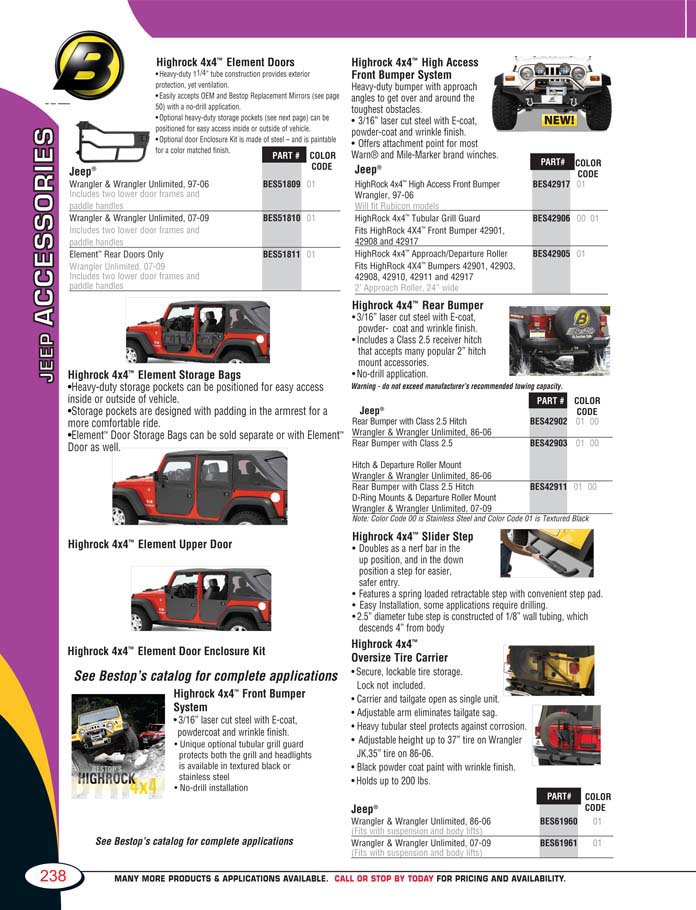 JEEP ACCESSORIES
B
Highrock 4x4™ Element Doors
•Heavy-duty 11/4" tube construction provides exterior
protection, yet ventilation.
•Easily accepts OEM and Bestop Replacement Mirrors (see page
50) with a no-drill application.
•Optional heavy-duty storage pockets (see next page) can be
positioned for easy access inside or outside of vehicle.
•Optional door Enclosure Kit is made of steel – and is paintable
for a color matched finish.
PART # COLOR
CODE
Jeep®
Wrangler & Wrangler Unlimited, 97-06 BES51809 01
Includes two lower door frames and
paddle handles
Wrangler & Wrangler Unlimited, 07-09 BES51810 01
Includes two lower door frames and
paddle handles
Element™ Rear Doors Only BES51811 01
Wrangler Unlimited, 07-09
Includes two lower door frames and
paddle handles
Highrock 4x4™ Element Storage Bags
•Heavy-duty storage pockets can be positioned for easy access
inside or outside of vehicle.
•Storage pockets are designed with padding in the armrest for a
more comfortable ride.
•Element™ Door Storage Bags can be sold separate or with Element™
Door as well.
Highrock 4x4™ Element Upper Door
Highrock 4x4™ Element Door Enclosure Kit
See Bestop's catalog for complete applications
BESTOP'S
HIGHROCK
4x4
Highrock 4x4™ Front Bumper
System
•3/16" laser cut steel with E-coat,
powdercoat and wrinkle finish.
• Unique optional tubular grill guard
protects both the grill and headlights
is available in textured black or
stainless steel
• No-drill installation
See Bestop's catalog for complete applications
Highrock 4x4™ High Access
Front Bumper System
Heavy-duty bumper with approach
angles to get over and around the
toughest obstacles.
• 3/16" laser cut steel with E-coat,
powder-coat and wrinkle finish.
• Offers attachment point for most
Warn® and Mile-Marker brand winches.
NEW!
PART# COLOR
CODE
Jeep®
HighRock 4x4™ High Access Front Bumper BES42917 01
Wrangler, 97-06
Will fit Rubicon models
HighRock 4x4™ Tubular Grill Guard BES42906 00 01
Fits HighRock 4X4™ Front Bumper 42901,
42908 and 42917
HighRock 4x4™ Approach/Departure Roller BES42905 01
Fits HighRock 4X4™ Bumpers 42901, 42903,
42908, 42910, 42911 and 42917
2' Approach Roller, 24" wide
Highrock 4x4™ Rear Bumper
•3/16" laser cut steel with E-coat,
powder- coat and wrinkle finish.
•Includes a Class 2.5 receiver hitch
that accepts many popular 2" hitch
mount accessories.
•No-drill application.
Warning - do not exceed manufacturer's recommended towing capacity.
PART # COLOR
CODE
Jeep®
Rear Bumper with Class 2.5 Hitch BES42902 01 00
Wrangler & Wrangler Unlimited, 86-06
Rear Bumper with Class 2.5 BES42903 01 00
Hitch & Departure Roller Mount
Wrangler & Wrangler Unlimited, 86-06
Rear Bumper with Class 2.5 Hitch BES42911 01 00
D-Ring Mounts & Departure Roller Mount
Wrangler & Wrangler Unlimited, 07-09
Note: Color Code 00 is Stainless Steel and Color Code 01 is Textured Black
Highrock 4x4™ Slider Step
• Doubles as a nerf bar in the
up position, and in the down
position a step for easier,
safer entry.
• Features a spring loaded retractable step with convenient step pad.
• Easy Installation, some applications require drilling.
•2.5" diameter tube step is constructed of 1/8" wall tubing, which
descends 4" from body
Highrock 4x4™
Oversize Tire Carrier
•Secure, lockable tire storage.
Lock not included.
•Carrier and tailgate open as single unit.
•Adjustable arm eliminates tailgate sag.
•Heavy tubular steel protects against corrosion.
• Adjustable height up to 37" tire on Wrangler
JK,35" tire on 86-06.
•Black powder coat paint with wrinkle finish.
•Holds up to 200 lbs.
PART# COLOR
CODE
Jeep®
Wrangler & Wrangler Unlimited, 86-06 BES61960 01
(Fits with suspension and body lifts)
Wrangler & Wrangler Unlimited, 07-09 BES61961 01
(Fits with suspension and body lifts)
238 MANY MORE PRODUCTS & APPLICATIONS AVAILABLE. CALL OR STOP BY TODAY FOR PRICING AND AVAILABILITY.